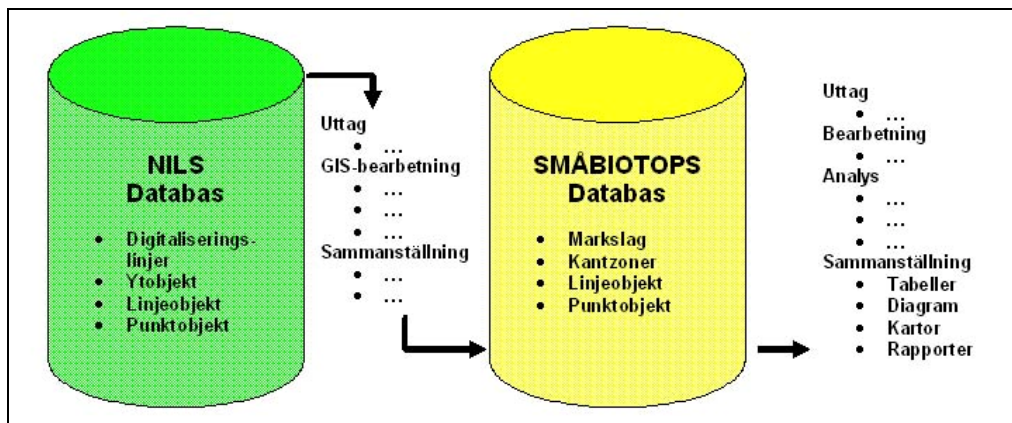 NILS
Databas
• Digitaliserings-
linjer
• Ytobjekt
• Linjeobjekt
• Punktobjekt
Uttag
• ...
GIS-bearbetning
• ...
• ...
• ...
Sammanställning
• ...
• ...
SMÅBIOTOPS
Databas
• Markslag
• Kantzoner
• Linjeobjekt
• Punktobjekt
Uttag
• ...
Bearbetning
• ...
Analys
• ...
• ...
• ...
Sammanställning
• Tabeller
• Diagram
• Kartor
• Rapporter